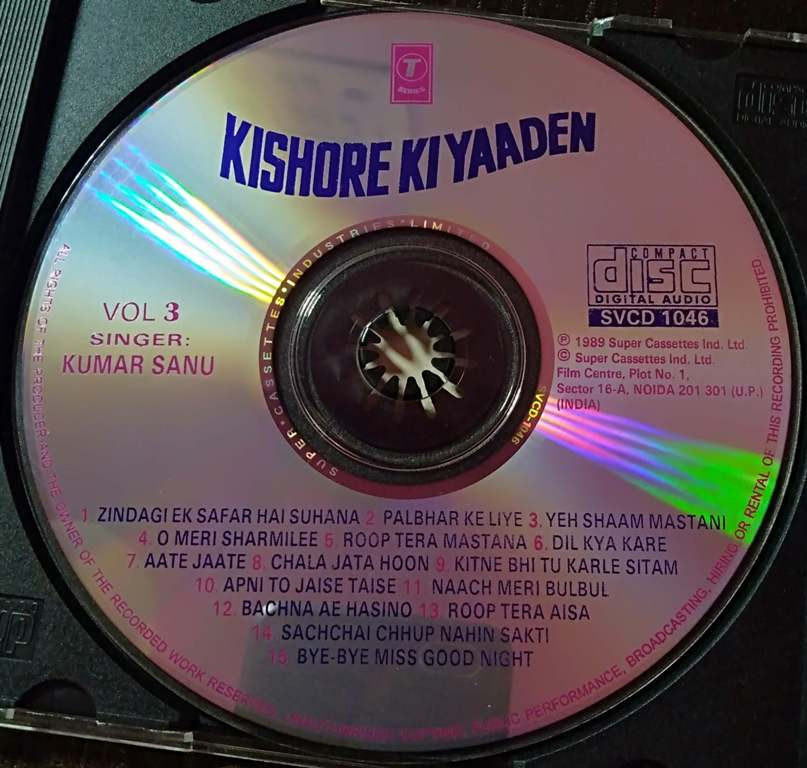 T
SERIES
KISHORE KI YAADEN
VOL 3
SINGER:
KUMAR SANU
COMPACT
disc
DIGITAL AUDIO
SVCD 1046
℗ 1989 Super Cassettes Ind. Ltd.
© Super Cassettes Ind. Ltd.
Film Centre, Plot No. 1,
Sector 16-A, NOIDA 201 301 (U.P.)
(INDIA)
SUPER • CASSETTES • INDUSTRIES • LIMITED
SVCD-1046
1. ZINDAGI EK SAFAR HAI SUHANA 2. PALBHAR KE LIYE 3. YEH SHAAM MASTANI
4. O MERI SHARMILEE 5. ROOP TERA MASTANA 6. DIL KYA KARE
7. AATE JAATE 8. CHALA JATA HOON 9. KITNE BHI TU KARLE SITAM
10. APNI TO JAISE TAISE 11. NAACH MERI BULBUL
12. BACHNA AE HASINO 13. ROOP TERA AISA
14. SACHCHAI CHHUP NAHIN SAKTI
15. BYE-BYE MISS GOOD NIGHT
ALL RIGHTS OF THE PRODUCER AND THE OWNER OF THE RECORDED WORK RESERVED. PUBLIC PERFORMANCE, BROADCASTING, HIRING OR RENTAL OF THIS RECORDING PROHIBITED
disc